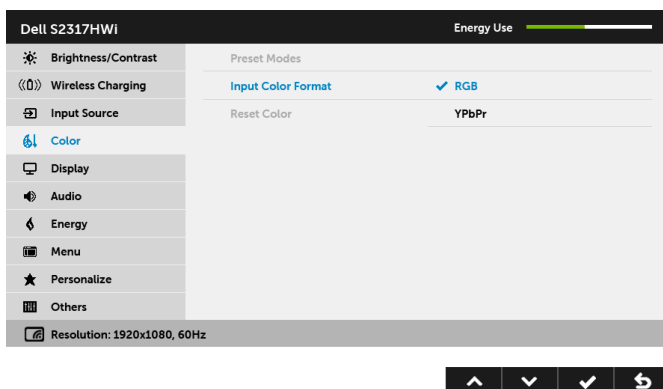 Dell S2317HWi Energy Use
Brightness/Contrast Preset Modes
Wireless Charging Input Color Format RGB
Input Source Reset Color YPbPr
Color
Display
Audio
Energy
Menu
Personalize
Others
Resolution: 1920x1080, 60Hz